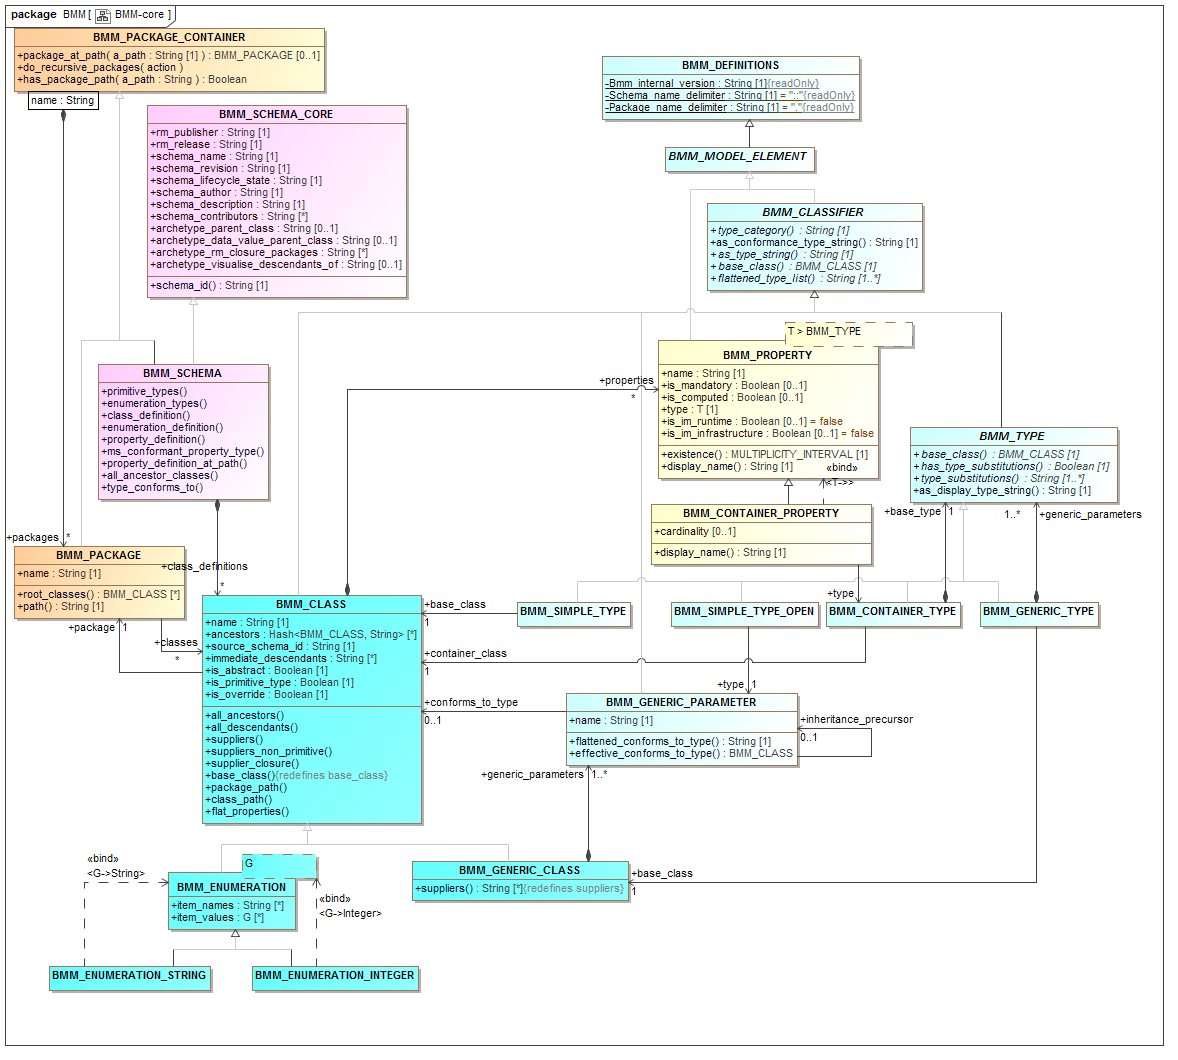 package BMM [ BMM-core ]
BMM_PACKAGE_CONTAINER
+package_at_path( a_path : String [1] ) : BMM_PACKAGE [0..1]
+do_recursive_packages( action )
+has_package_path( a_path : String ) : Boolean
name : String
BMM_SCHEMA_CORE
+rm_publisher : String [1]
+rm_release : String [1]
+schema_name : String [1]
+schema_revision : String [1]
+schema_lifecycle_state : String [1]
+schema_author : String [1]
+schema_description : String [1]
+schema_contributors : String [*]
+archetype_parent_class : String [0..1]
+archetype_data_value_parent_class : String [0..1]
+archetype_rm_closure_packages : String [*]
+archetype_visualise_descendants_of : String [0..1]
+schema_id() : String [1]
BMM_DEFINITIONS
-Bmm_internal_version : String [1]{readOnly}
-Schema_name_delimiter : String [1] = "::"{readOnly}
-Package_name_delimiter : String [1] = "."{readOnly}
BMM_MODEL_ELEMENT
BMM_CLASSIFIER
+type_category() : String [1]
+as_conformance_type_string() : String [1]
+as_type_string() : String [1]
+base_class() : BMM_CLASS [1]
+flattened_type_list() : String [1..*]
T > BMM_TYPE
BMM_PROPERTY
+name : String [1]
+is_mandatory : Boolean [0..1]
+is_computed : Boolean [0..1]
+type : T [1]
+is_im_runtime : Boolean [0..1] = false
+is_im_infrastructure : Boolean [0..1] = false
+existence() : MULTIPLICITY_INTERVAL [1]
+display_name() : String [1]
+properties
*
«bind»
<T->>
BMM_SCHEMA
+primitive_types()
+enumeration_types()
+class_definition()
+enumeration_definition()
+property_definition()
+ms_conformant_property_type()
+property_definition_at_path()
+all_ancestor_classes()
+type_conforms_to()
BMM_TYPE
+base_class() : BMM_CLASS [1]
+has_type_substitutions() : Boolean [1]
+type_substitutions() : String [1..*]
+as_display_type_string() : String [1]
+base_type
1
1..*
+generic_parameters
BMM_CONTAINER_PROPERTY
+cardinality [0..1]
+display_name() : String [1]
+type
+packages
*
BMM_PACKAGE
+name : String [1]
+root_classes() : BMM_CLASS [*]
+path() : String [1]
+class_definitions
*
+package
1
+classes
*
BMM_CLASS
+name : String [1]
+ancestors : Hash<BMM_CLASS, String> [*]
+source_schema_id : String [1]
+immediate_descendants : String [*]
+is_abstract : Boolean [1]
+is_primitive_type : Boolean [1]
+is_override : Boolean [1]
+all_ancestors()
+all_descendants()
+suppliers()
+suppliers_non_primitive()
+supplier_closure()
+base_class(){redefines base_class}
+package_path()
+class_path()
+flat_properties()
+base_class
1
BMM_SIMPLE_TYPE
BMM_SIMPLE_TYPE_OPEN
BMM_CONTAINER_TYPE
BMM_GENERIC_TYPE
+container_class
1
+type
1
+conforms_to_type
0..1
BMM_GENERIC_PARAMETER
+name : String [1]
+flattened_conforms_to_type() : String [1]
+effective_conforms_to_type() : BMM_CLASS
+inheritance_precursor
0..1
+generic_parameters
1..*
BMM_GENERIC_CLASS
+suppliers() : String [*]{redefines suppliers}
+base_class
1
G
BMM_ENUMERATION
+item_names : String [*]
+item_values : G [*]
«bind»
<G->String>
«bind»
<G->Integer>
BMM_ENUMERATION_STRING
BMM_ENUMERATION_INTEGER